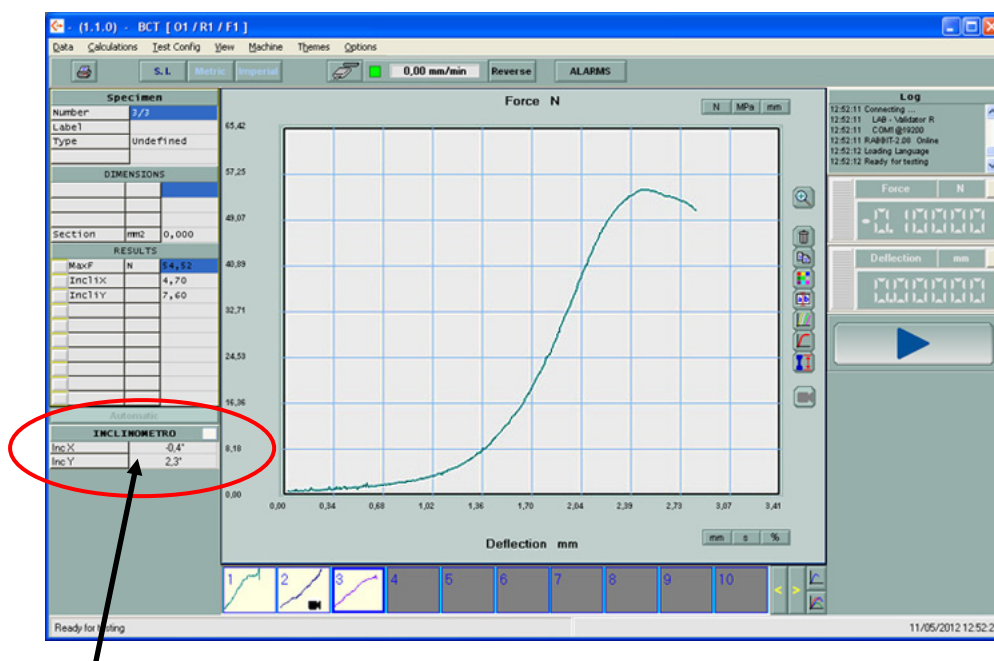 - (1.1.0) - BCT [ O1 / R1 / F1 ]
Data Calculations Test Config View Machine Themes Options
S.I. Metric Imperial 0,00 mm/min Reverse ALARMS
Specimen
Number 3/3
Label
Type Undefined
DIMENSIONS
Section mm2 0,000
RESULTS
MaxF N 54,52
IncliX 4,70
IncliY 7,60
Automatic
INCLINOMETRO
Inc X -0,4°
Inc Y 2,3°
Force N
N MPa mm
65,42
57,25
49,07
40,89
32,71
24,53
16,36
8,18
0,00
0,00 0,34 0,68 1,02 1,36 1,70 2,04 2,39 2,73 3,07 3,41
Deflection mm
mm s %
1 2 3 4 5 6 7 8 9 10
< >
Log
12:52:11 Connecting ...
12:52:11 LAB - Validator R
12:52:11 COM1@19200
12:52:11 RABBIT-2.08 Online
12:52:12 Loading Language
12:52:12 Ready for testing
Force N
Deflection mm
Ready for testing
11/05/2012 12:52:2